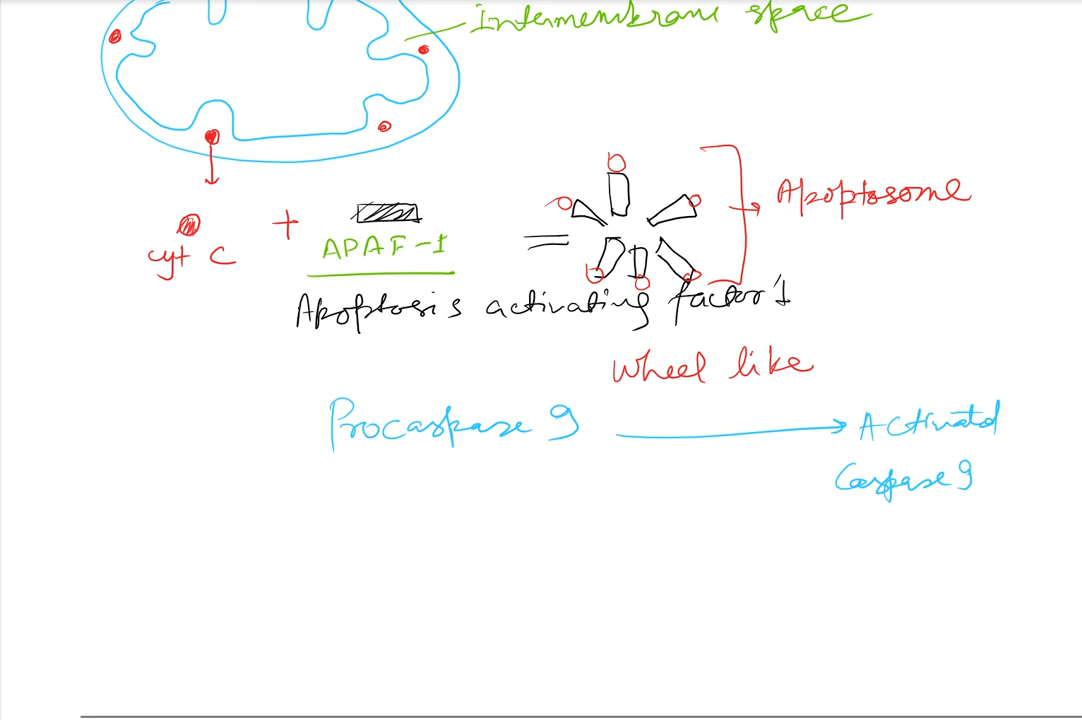 Intermembrane space
Apoptosome
cyt C + APAF-1 =
Apoptosis activating factor 1
Wheel like
Procaspase 9 → Activated
Caspase 9